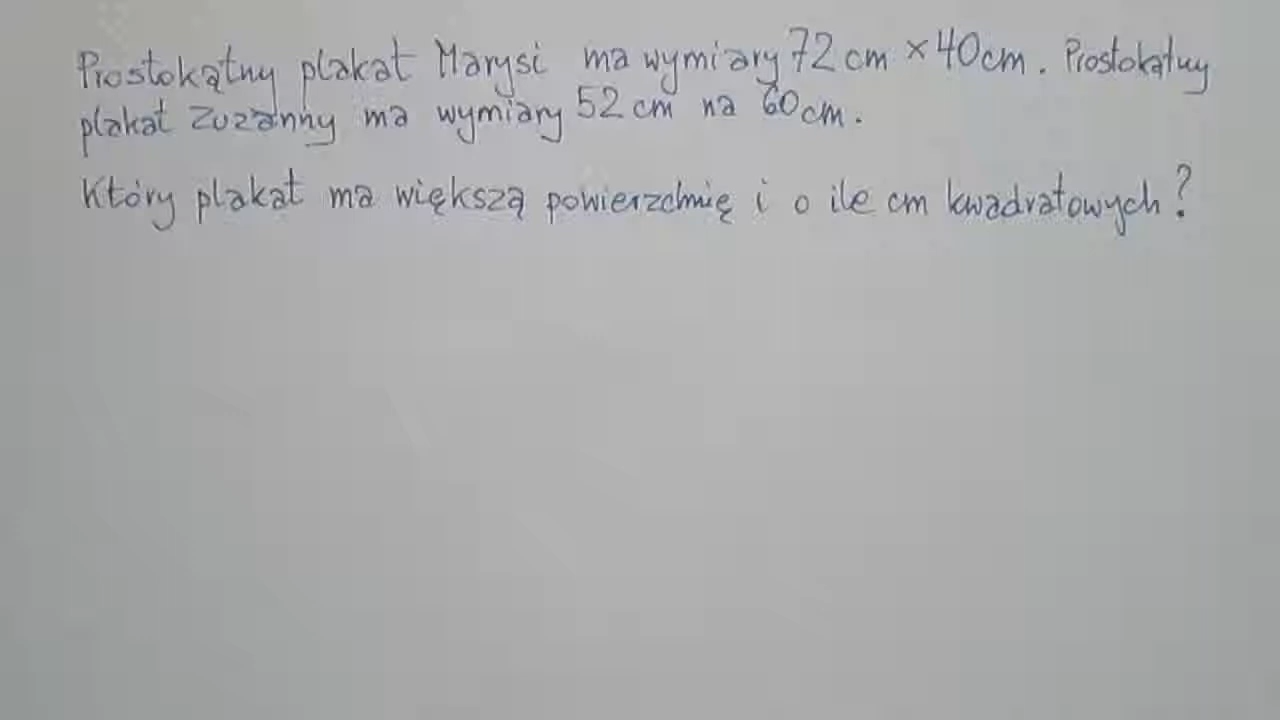 Prostokątny plakat Marysi ma wymiary 72 cm × 40 cm. Prostokątny
plakat Zuzanny ma wymiary 52 cm na 60 cm.
Który plakat ma większą powierzchnię i o ile cm kwadratowych?